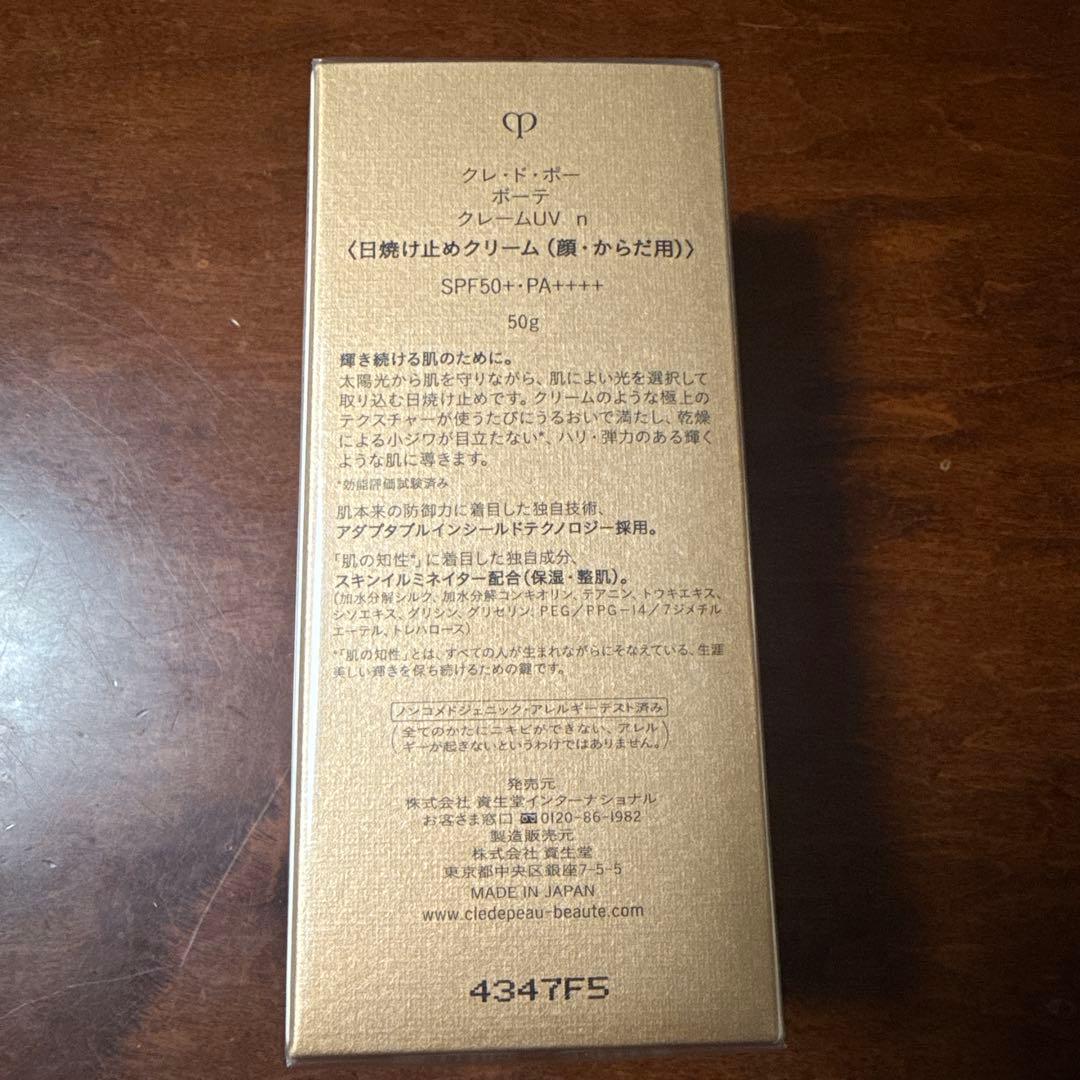 クレ・ド・ポー
ボーテ
クレームUV n
〈日焼け止めクリーム（顔・からだ用）〉
SPF50+・PA++++
50g
輝き続ける肌のために。
太陽光から肌を守りながら、肌によい光を選択して
取り込む日焼け止めです。クリームのような極上の
テクスチャーが使うたびにうるおいで満たし、乾燥
による小ジワが目立たない*、ハリ・弾力のある輝く
ような肌に導きます。
*効能評価試験済み
肌本来の防御力に着目した独自技術、
アダプタブルインシールドテクノロジー採用。
「肌の知性*」に着目した独自成分、
スキンイルミネイター配合（保湿・整肌）。
（加水分解シルク、加水分解コンキオリン、テアニン、トウキエキス、
シソエキス、グリシン、グリセリン、PEG／PPG－14／7ジメチル
エーテル、トレハロース）
*「肌の知性」とは、すべての人が生まれながらにそなえている、生涯
美しい輝きを保ち続けるための鍵です。
ノンコメドジェニック・アレルギーテスト済み
（全てのかたにニキビができない、アレル
ギーが起きないというわけではありません。）
発売元
株式会社 資生堂インターナショナル
お客さま窓口 0120-86-1982
製造販売元
株式会社 資生堂
東京都中央区銀座7-5-5
MADE IN JAPAN
www.cledepeau-beaute.com
4347F5